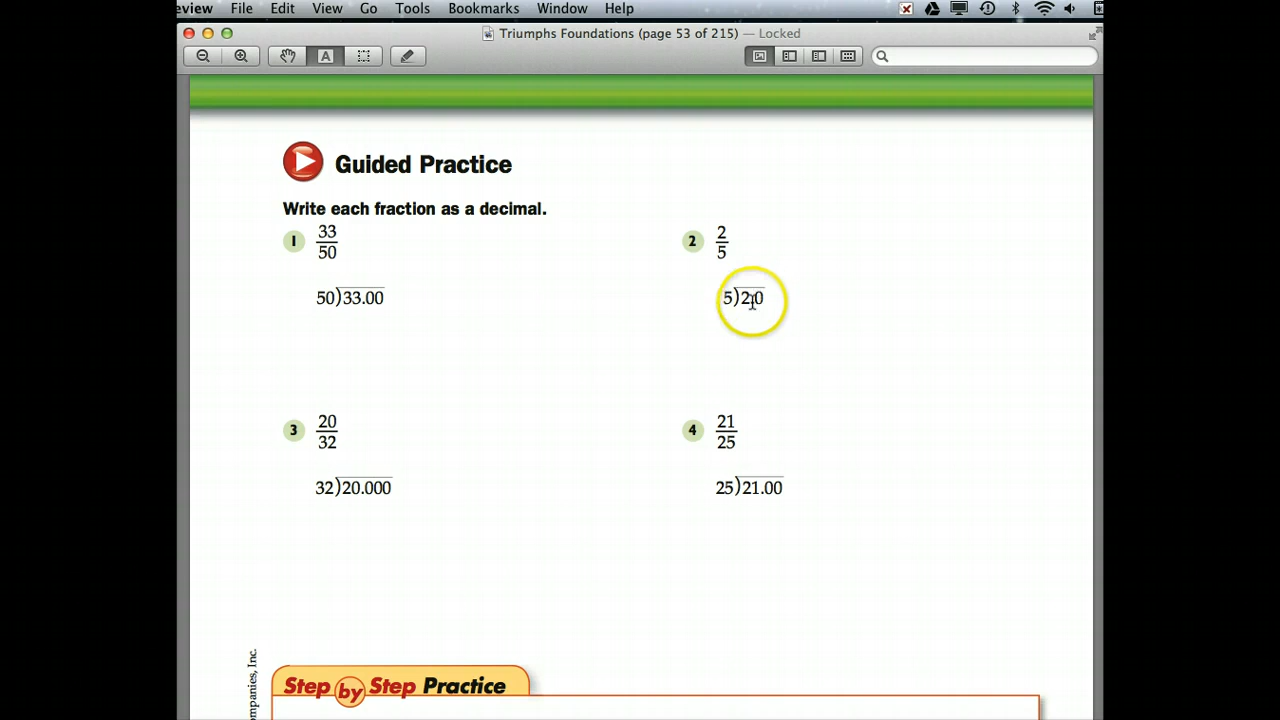 eview File Edit View Go Tools Bookmarks Window Help
Triumphs Foundations (page 53 of 215) — Locked
Guided Practice
Write each fraction as a decimal.
1 33/50
2 2/5
50)33.00
5)2.0
3 20/32
4 21/25
32)20.000
25)21.00
ompanies, Inc.
Step by Step Practice